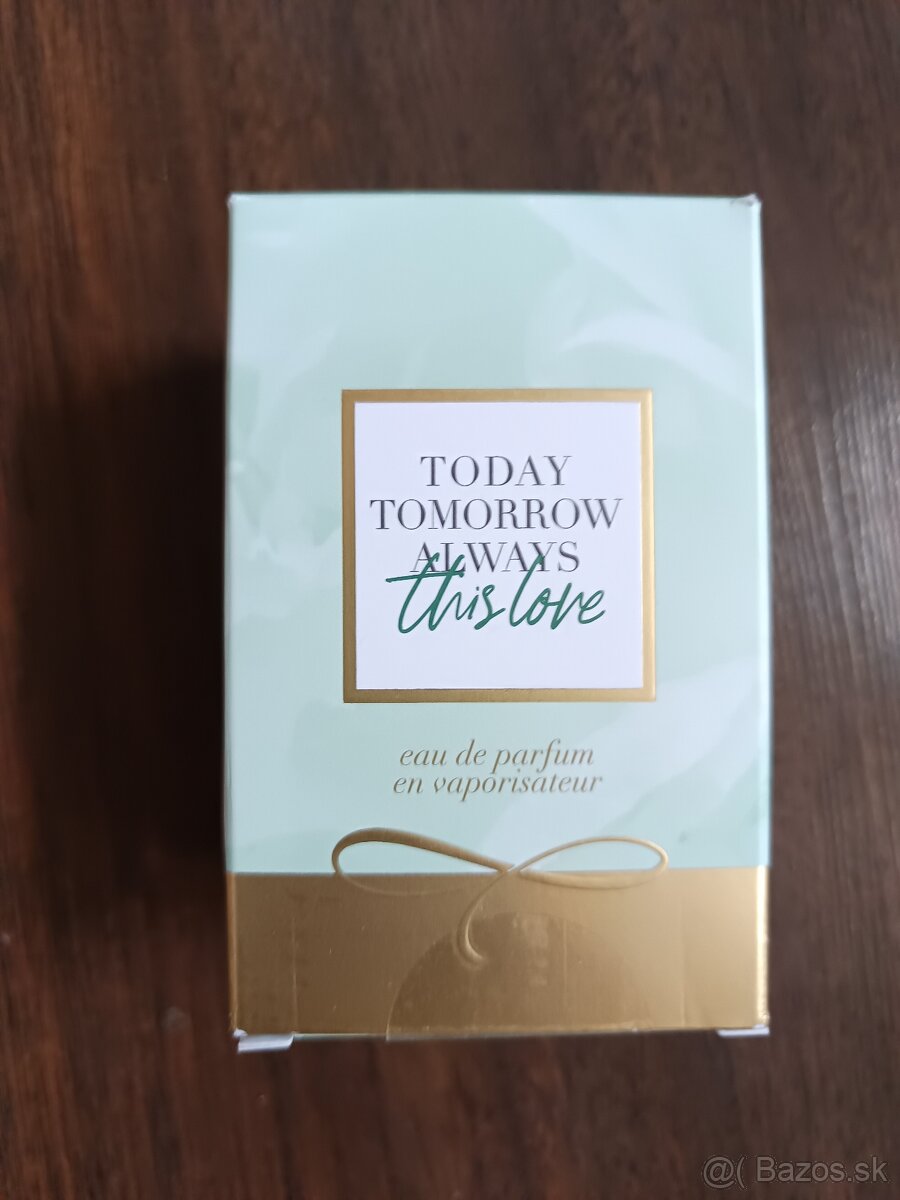 TODAY
TOMORROW
ALWAYS
this love
eau de parfum
en vaporisateur
@( Bazos.sk